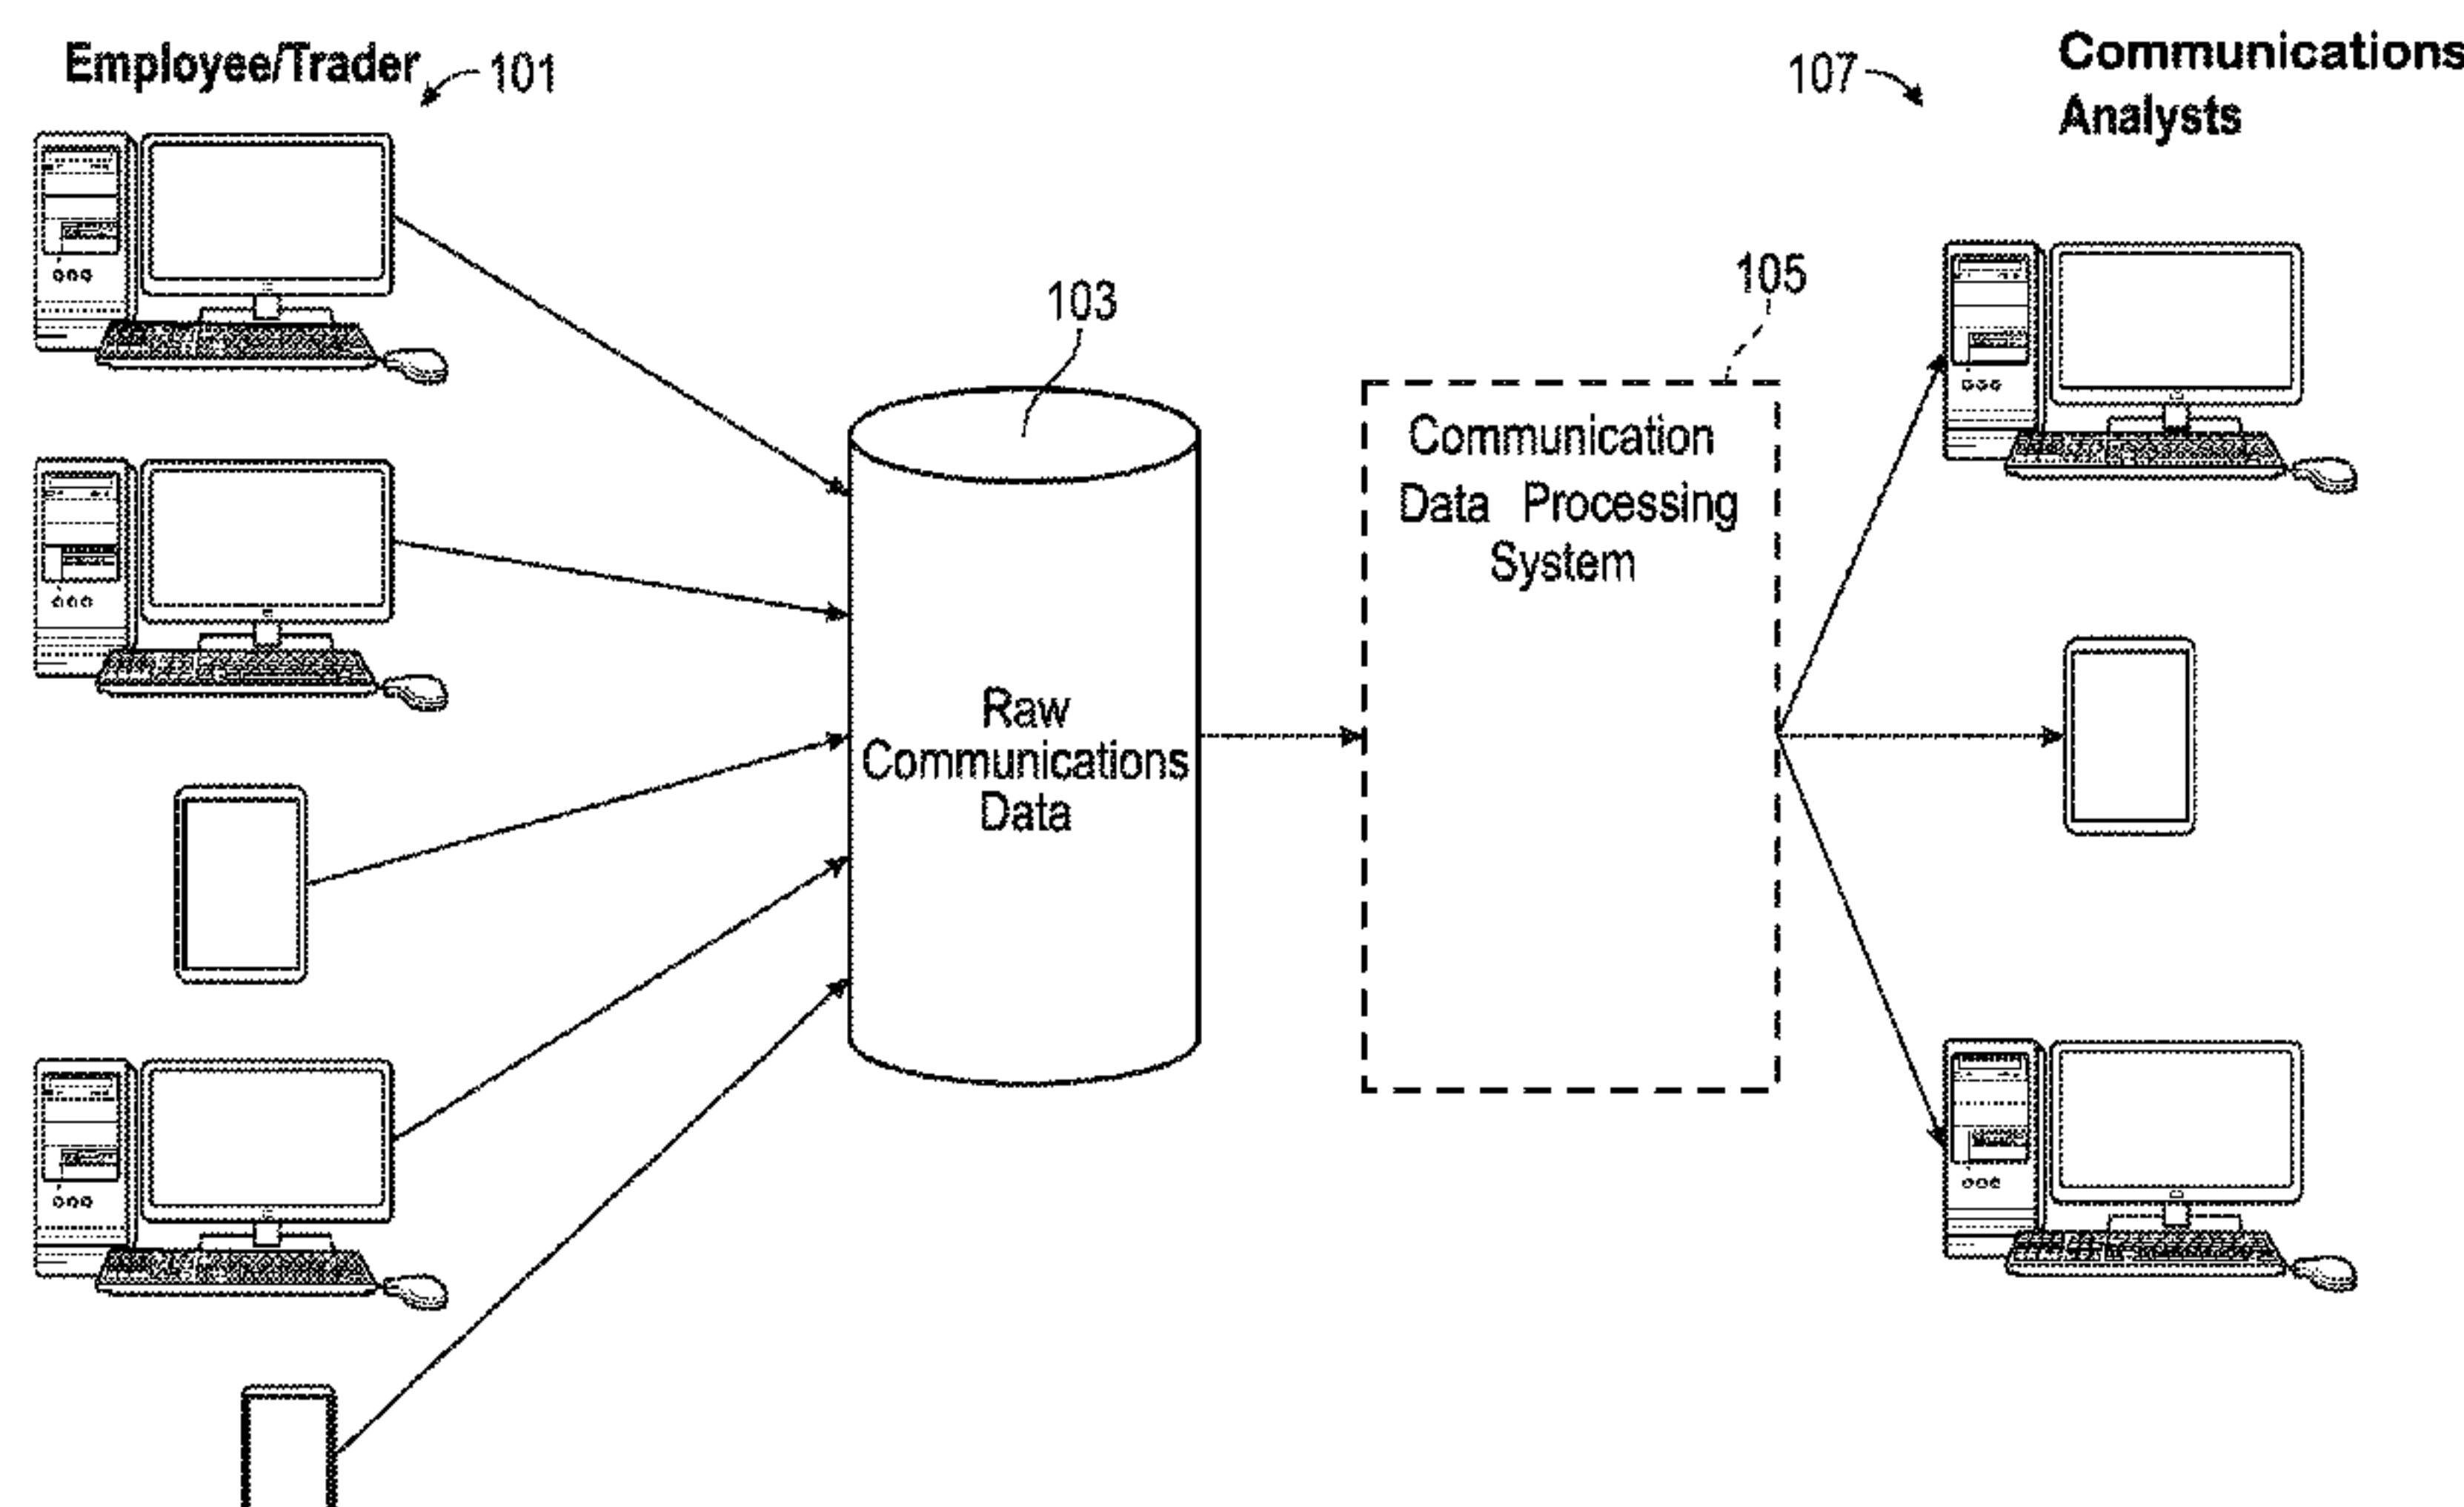 Employee/Trader
101
107
Communications
Analysts
103
105
Communication
Data Processing
System
Raw
Communications
Data